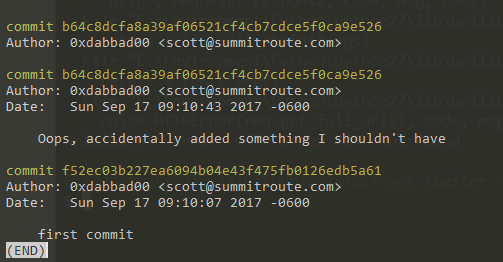 commit b64c8dcfa8a39af06521cf4cb7cdce5f0ca9e526
Author: 0xdabbad00 <scott@summitroute.com>
commit b64c8dcfa8a39af06521cf4cb7cdce5f0ca9e526
Author: 0xdabbad00 <scott@summitroute.com>
Date:   Sun Sep 17 09:10:43 2017 -0600
    Oops, accidentally added something I shouldn't have
commit f52ec03b227ea6094b04e43f475fb0126edb5a61
Author: 0xdabbad00 <scott@summitroute.com>
Date:   Sun Sep 17 09:10:07 2017 -0600
    first commit
(END)